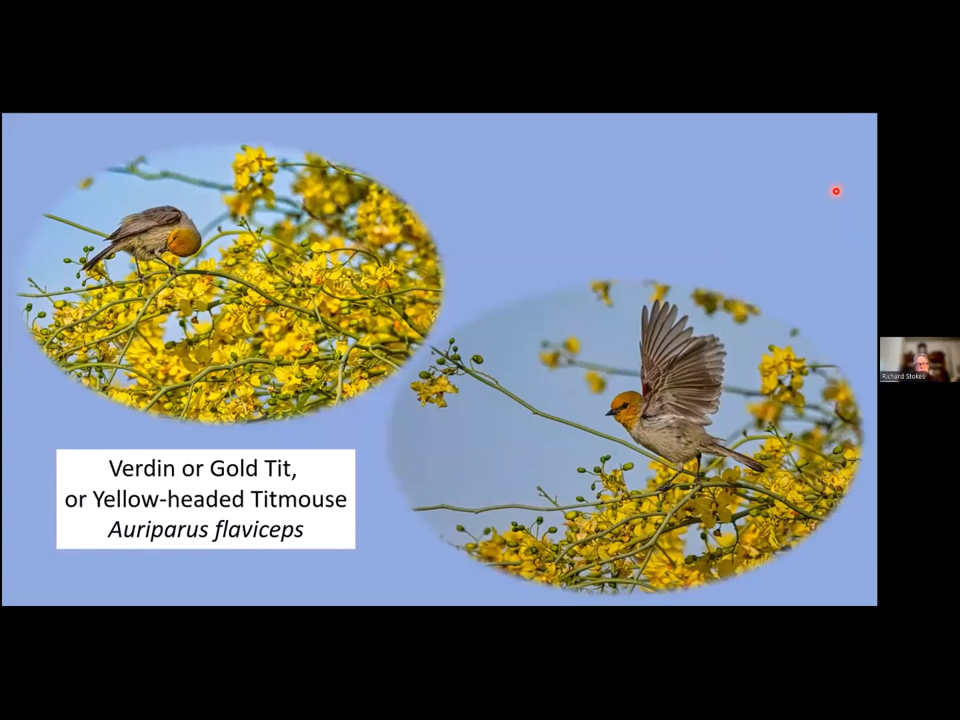 Verdin or Gold Tit,
or Yellow-headed Titmouse
Auriparus flaviceps
Richard Stokes